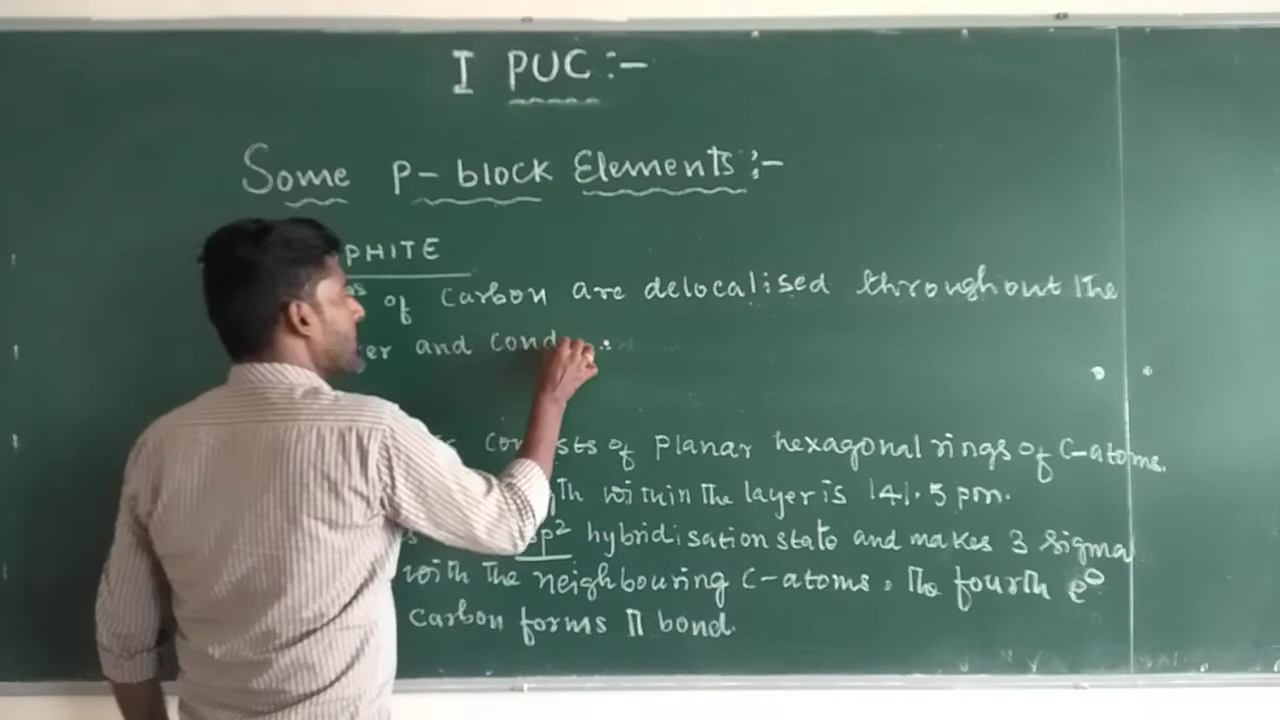 I PUC :-
Some P-block Elements :-
PHITE
of Carbon are delocalised throughout the
er and cond
consists of planar hexagonal rings of C-atoms.
within the layer is 141.5 pm.
sp² hybridisation state and makes 3 sigma
with the neighbouring C-atoms. The fourth e⁰
Carbon forms π bond.